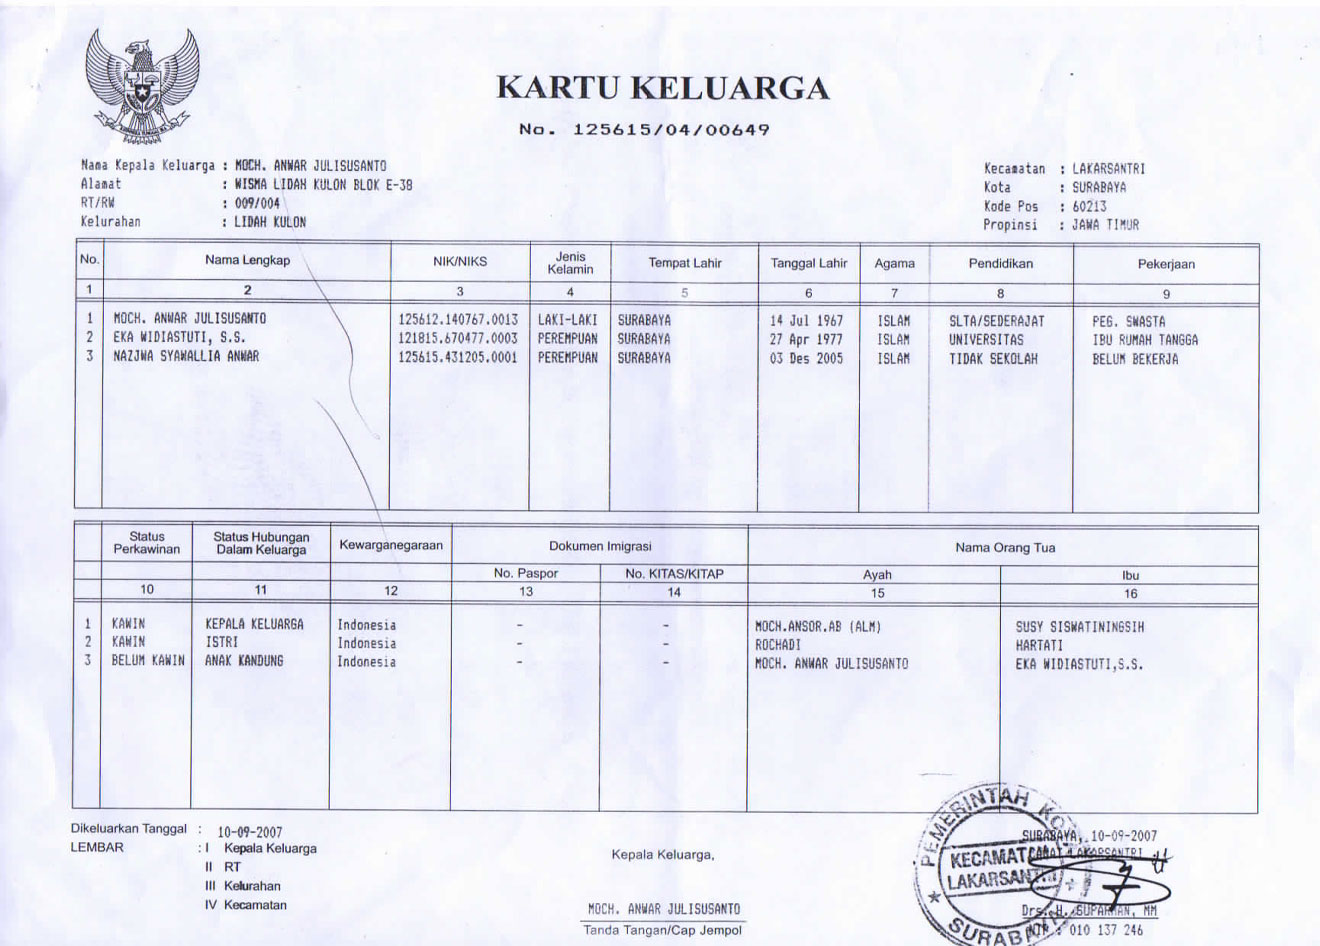 KARTU KELUARGA
No. 125615/04/00649
Nama Kepala Keluarga : MOCH. ANWAR JULISUSANTO
Alamat : WISMA LIDAH KULON BLOK E-38
RT/RW : 009/004
Kelurahan : LIDAH KULON
Kecamatan : LAKARSANTRI
Kota : SURABAYA
Kode Pos : 60213
Propinsi : JAWA TIMUR
No. Nama Lengkap NIK/NIKS Jenis Kelamin Tempat Lahir Tanggal Lahir Agama Pendidikan Pekerjaan
1 2 3 4 5 6 7 8 9
1 MOCH. ANWAR JULISUSANTO 125612.140767.0013 LAKI-LAKI SURABAYA 14 Jul 1967 ISLAM SLTA/SEDERAJAT PEG. SWASTA
2 EKA WIDIASTUTI, S.S. 121815.670477.0003 PEREMPUAN SURABAYA 27 Apr 1977 ISLAM UNIVERSITAS IBU RUMAH TANGGA
3 NAZJWA SYAWALLIA ANWAR 125615.431205.0001 PEREMPUAN SURABAYA 03 Des 2005 ISLAM TIDAK SEKOLAH BELUM BEKERJA
Status Perkawinan Status Hubungan Dalam Keluarga Kewarganegaraan Dokumen Imigrasi Nama Orang Tua
No. Paspor No. KITAS/KITAP Ayah Ibu
10 11 12 13 14 15 16
1 KAWIN KEPALA KELUARGA Indonesia - - MOCH.ANSOR.AB (ALM) SUSY SISWATININGSIH
2 KAWIN ISTRI Indonesia - - ROCHADI HARTATI
3 BELUM KAWIN ANAK KANDUNG Indonesia - - MOCH. ANWAR JULISUSANTO EKA WIDIASTUTI,S.S.
Dikeluarkan Tanggal : 10-09-2007
LEMBAR : I Kepala Keluarga
II RT
III Kelurahan
IV Kecamatan
Kepala Keluarga,
MOCH. ANWAR JULISUSANTO
Tanda Tangan/Cap Jempol
SURABAYA, 10-09-2007
CAMAT LAKARSANTRI
Drs. H. SUPARMAN, MM
NIP : 010 137 246
PEMERINTAH KOTA
KECAMATAN
LAKARSANTRI
SURABAYA